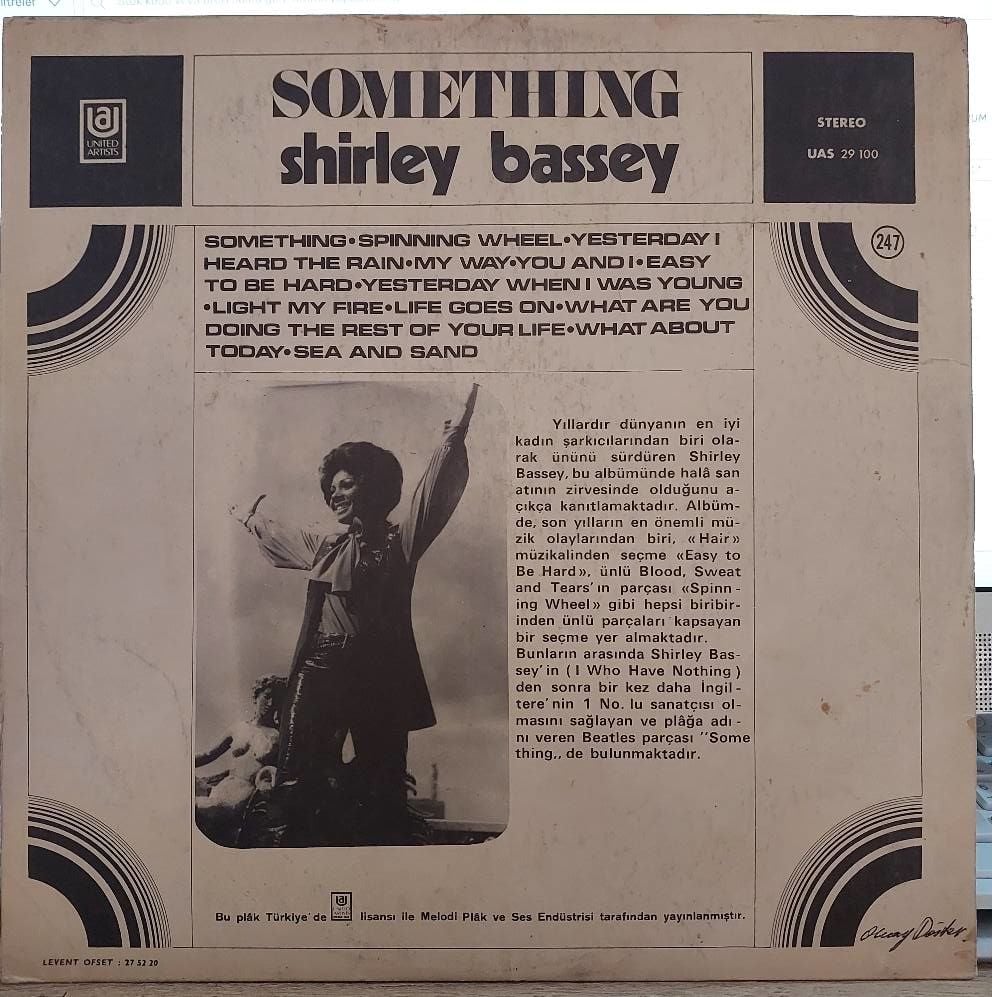 UNITED
ARTISTS
SOMETHING
shirley bassey
STEREO
UAS 29 100
247
SOMETHING•SPINNING WHEEL•YESTERDAY I
HEARD THE RAIN•MY WAY•YOU AND I•EASY
TO BE HARD•YESTERDAY WHEN I WAS YOUNG
•LIGHT MY FIRE•LIFE GOES ON•WHAT ARE YOU
DOING THE REST OF YOUR LIFE•WHAT ABOUT
TODAY•SEA AND SAND
Yıllardır dünyanın en iyi
kadın şarkıcılarından biri ola-
rak ününü sürdüren Shirley
Bassey, bu albümünde halâ san
atının zirvesinde olduğunu a-
çıkça kanıtlamaktadır. Albüm-
de, son yılların en önemli mü-
zik olaylarından biri, «Hair»
müzikalinden seçme «Easy to
Be Hard», ünlü Blood, Sweat
and Tears'ın parçası «Spinn-
ing Wheel» gibi hepsi biribir-
inden ünlü parçaları kapsayan
bir seçme yer almaktadır.
Bunların arasında Shirley Bas-
sey'in (I Who Have Nothing)
den sonra bir kez daha İngil-
tere'nin 1 No. lu sanatçısı ol-
masını sağlayan ve plâğa adı-
nı veren Beatles parçası "Some
thing,, de bulunmaktadır.
Bu plâk Türkiye'de lisansı ile Melodi Plâk ve Ses Endüstrisi tarafından yayınlanmıştır.
LEVENT OFSET : 27 52 20